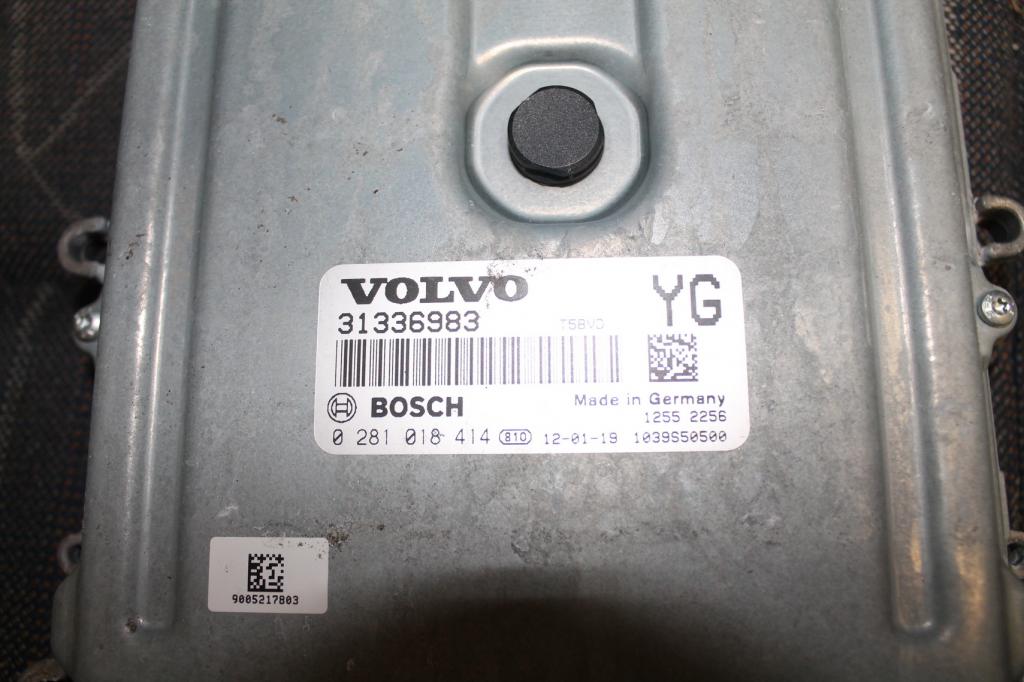 VOLVO YG
31336983 T5BVD
BOSCH Made in Germany
1255 2256
0 281 018 414 810 12-01-19 1039S50500
9005217803